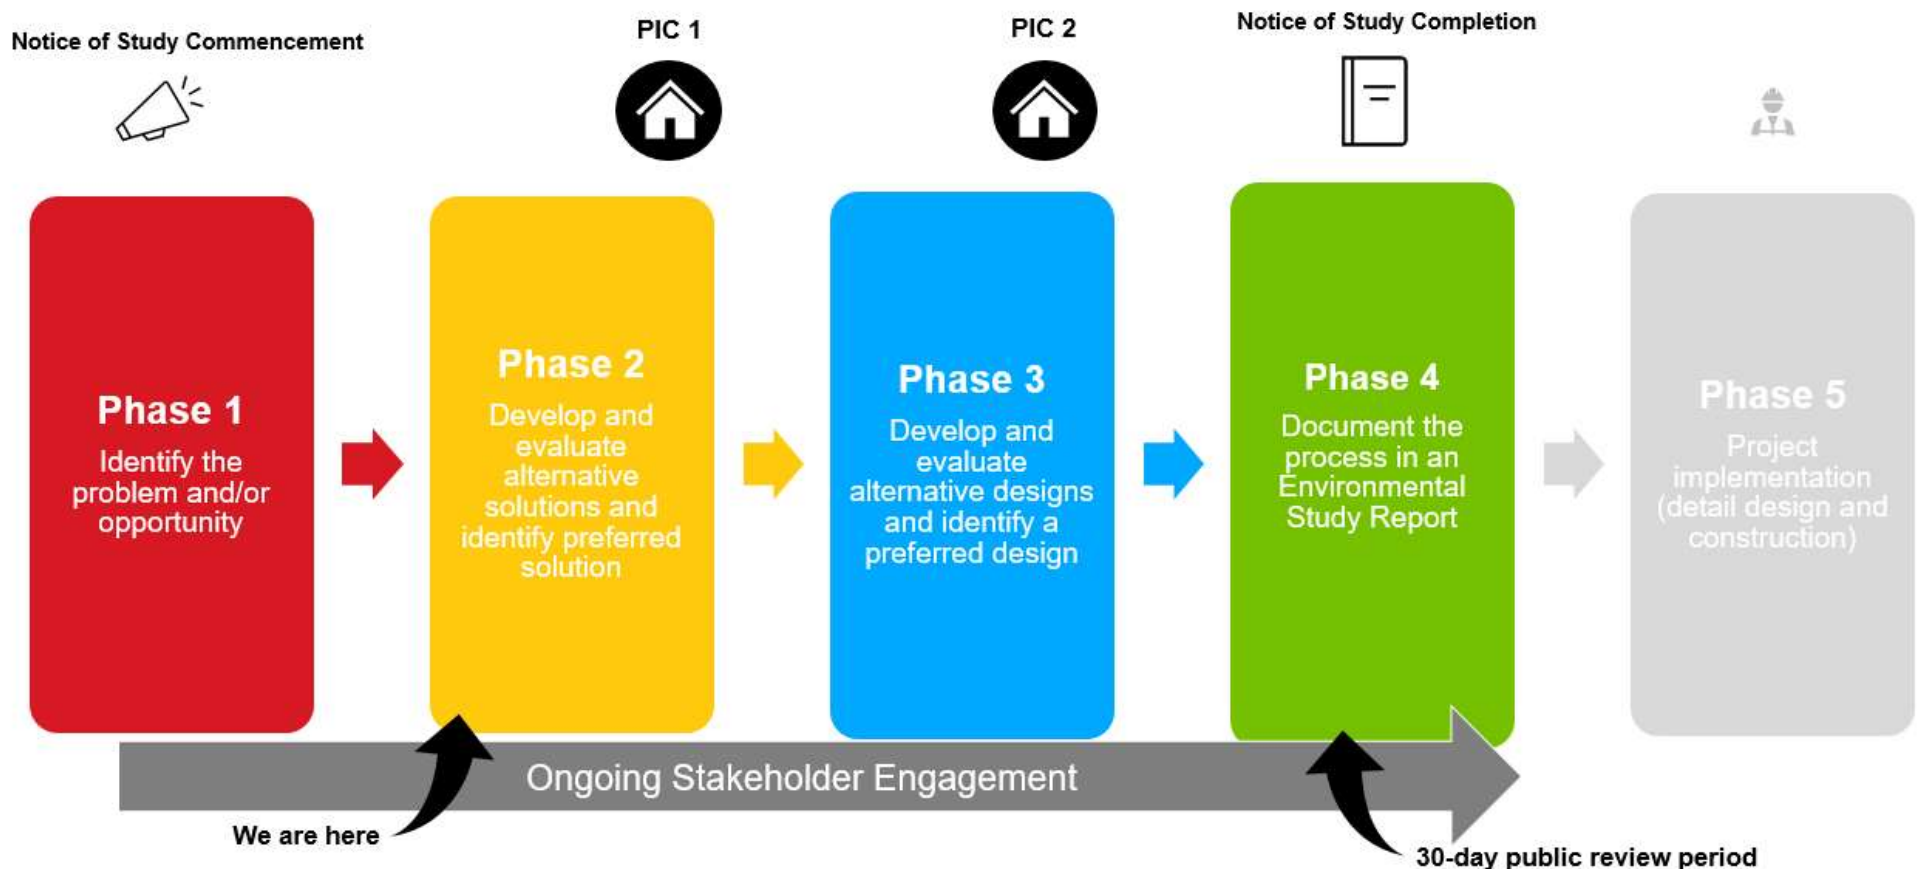 Notice of Study Commencement
PIC 1
PIC 2
Notice of Study Completion
Phase 1
Identify the
problem and/or
opportunity
Phase 2
Develop and
evaluate
alternative
solutions and
identify preferred
solution
Phase 3
Develop and
evaluate
alternative designs
and identify a
preferred design
Phase 4
Document the
process in an
Environmental
Study Report
Phase 5
Project
implementation
(detail design and
construction)
Ongoing Stakeholder Engagement
We are here
30-day public review period